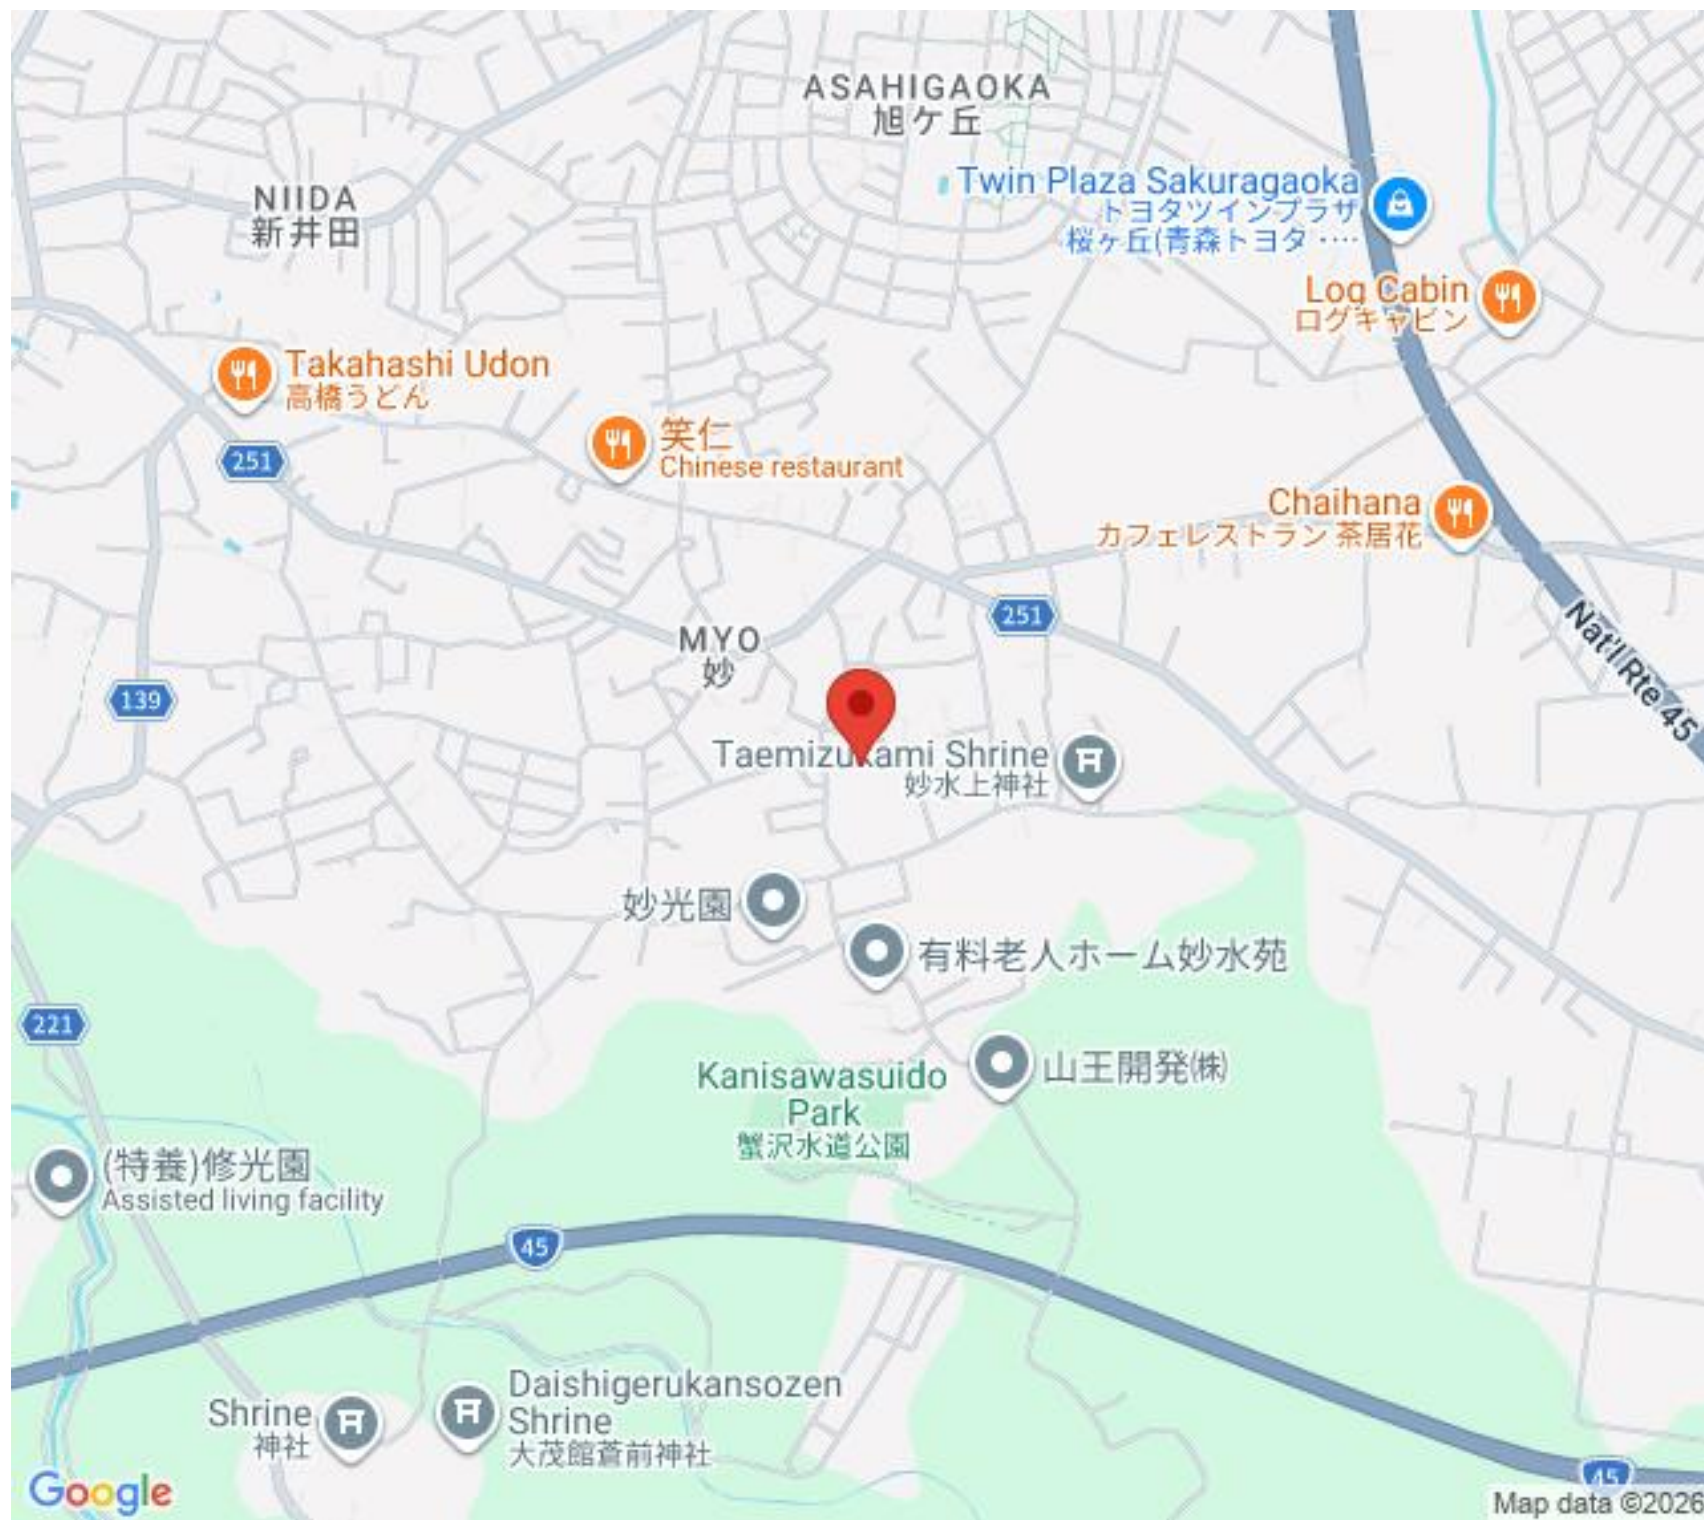 ASAHIGAOKA
旭ケ丘
Twin Plaza Sakuragaoka
トヨタツインプラザ
桜ヶ丘(青森トヨタ ‥‥
NIIDA
新井田
Log Cabin
ログキャビン
Takahashi Udon
高橋うどん
251
笑仁
Chinese restaurant
Chaihana
カフェレストラン 茶居花
251
Nat'l Rte 45
MYO
妙
139
Taemizukami Shrine
妙水上神社
妙光園
有料老人ホーム妙水苑
221
Kanisawasuido
Park
蟹沢水道公園
山王開発㈱
(特養)修光園
Assisted living facility
45
Daishigerukansozen
Shrine
大茂館蒼前神社
Shrine
神社
45
Google
Map data ©2026